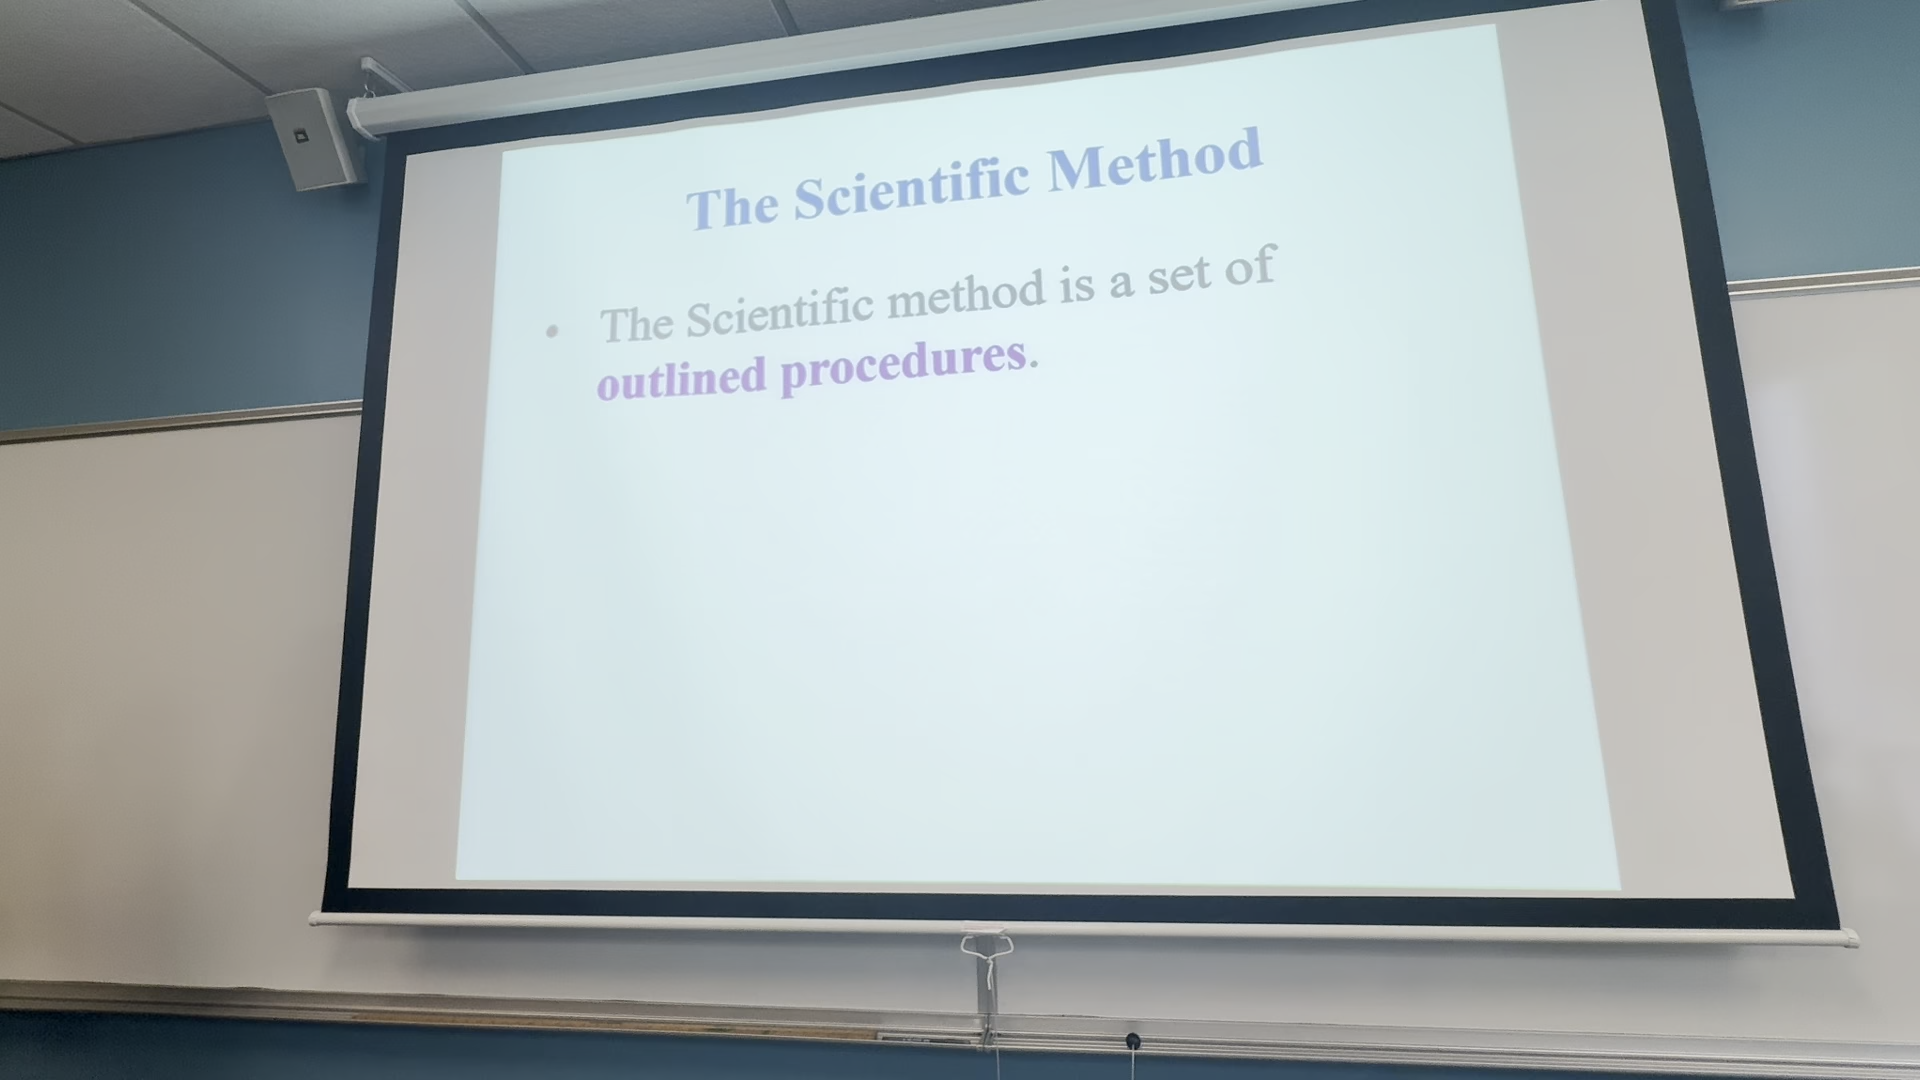 The Scientific Method
• The Scientific method is a set of
outlined procedures.